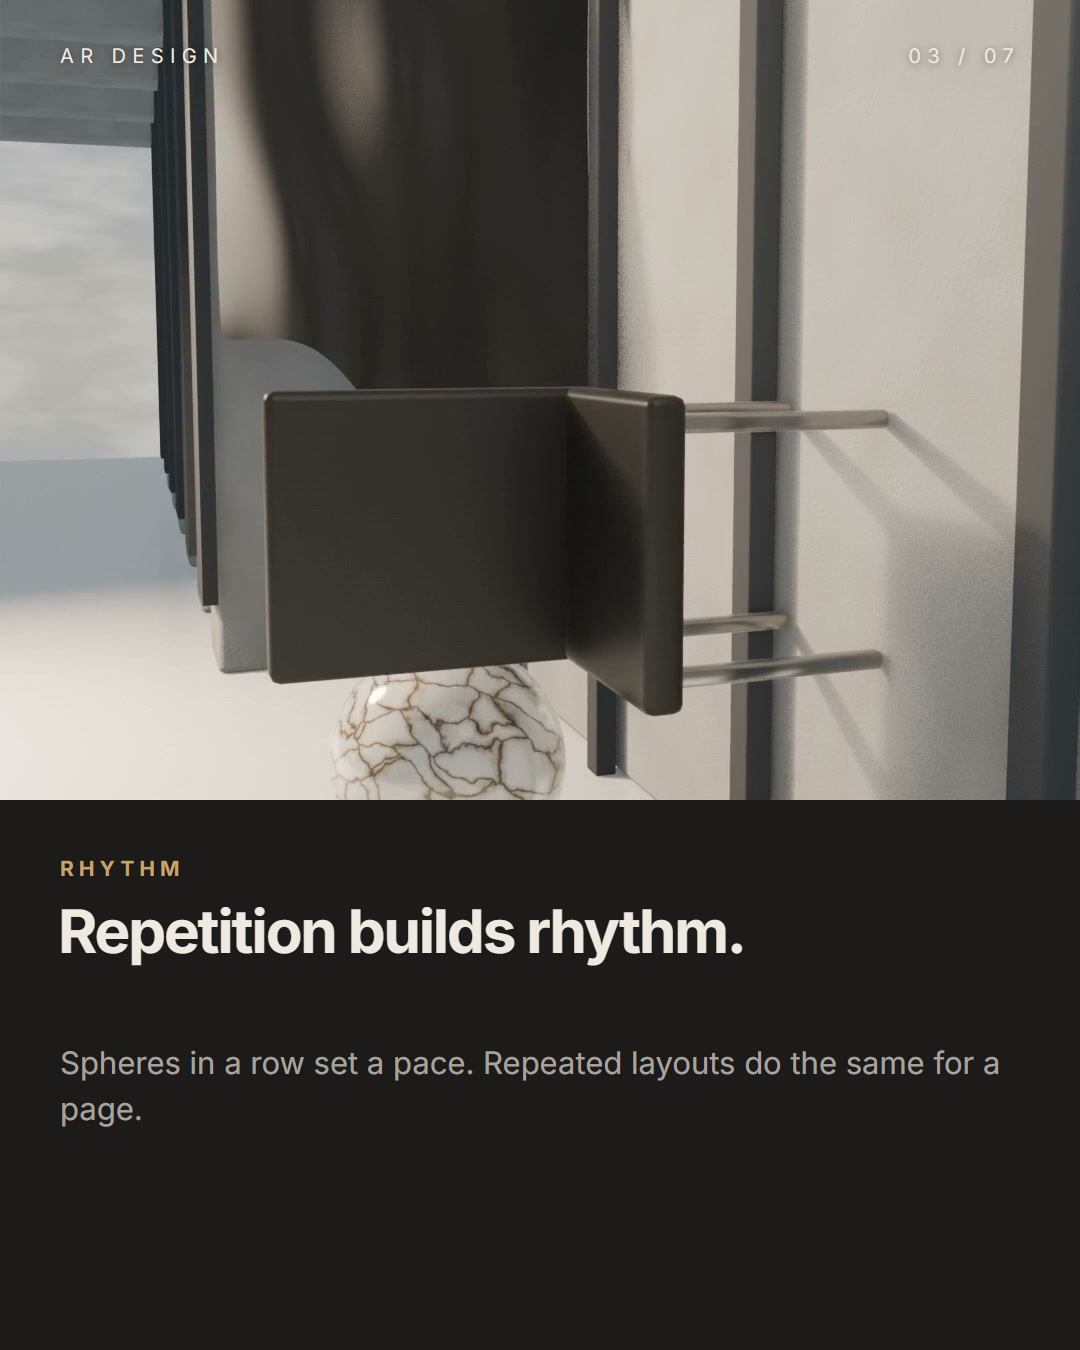 AR DESIGN
03 / 07
RHYTHM
Repetition builds rhythm.
Spheres in a row set a pace. Repeated layouts do the same for a
page.